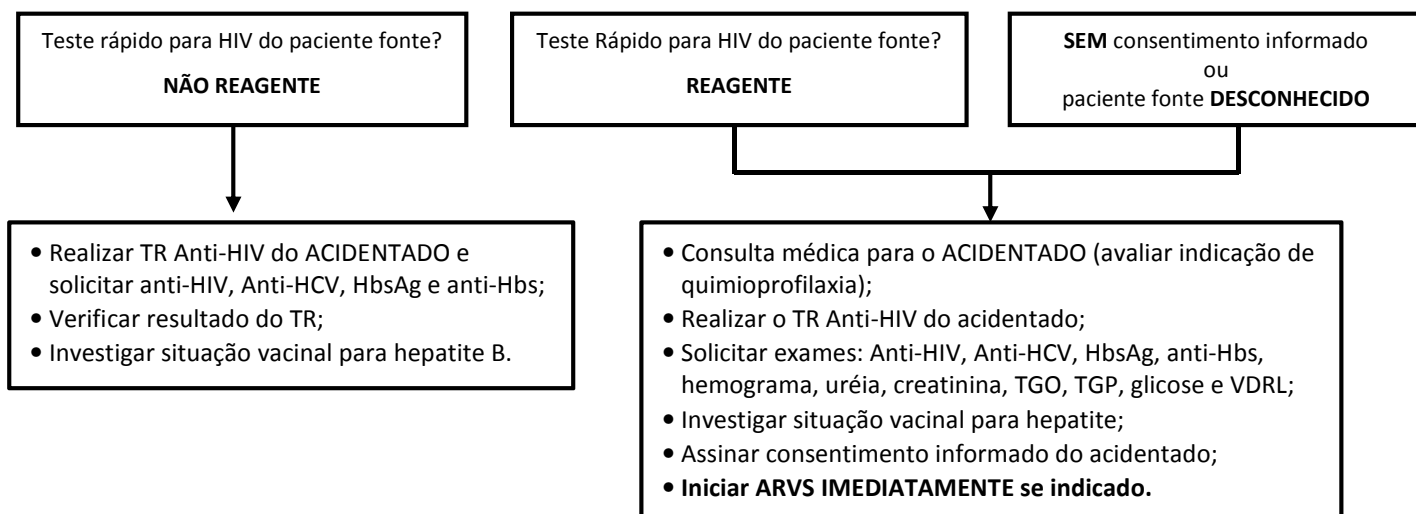 Teste rápido para HIV do paciente fonte?
NÃO REAGENTE
Teste Rápido para HIV do paciente fonte?
REAGENTE
SEM consentimento informado
ou
paciente fonte DESCONHECIDO
• Realizar TR Anti-HIV do ACIDENTADO e
solicitar anti-HIV, Anti-HCV, HbsAg e anti-Hbs;
• Verificar resultado do TR;
• Investigar situação vacinal para hepatite B.
• Consulta médica para o ACIDENTADO (avaliar indicação de
quimioprofilaxia);
• Realizar o TR Anti-HIV do acidentado;
• Solicitar exames: Anti-HIV, Anti-HCV, HbsAg, anti-Hbs,
hemograma, uréia, creatinina, TGO, TGP, glicose e VDRL;
• Investigar situação vacinal para hepatite;
• Assinar consentimento informado do acidentado;
• Iniciar ARVS IMEDIATAMENTE se indicado.